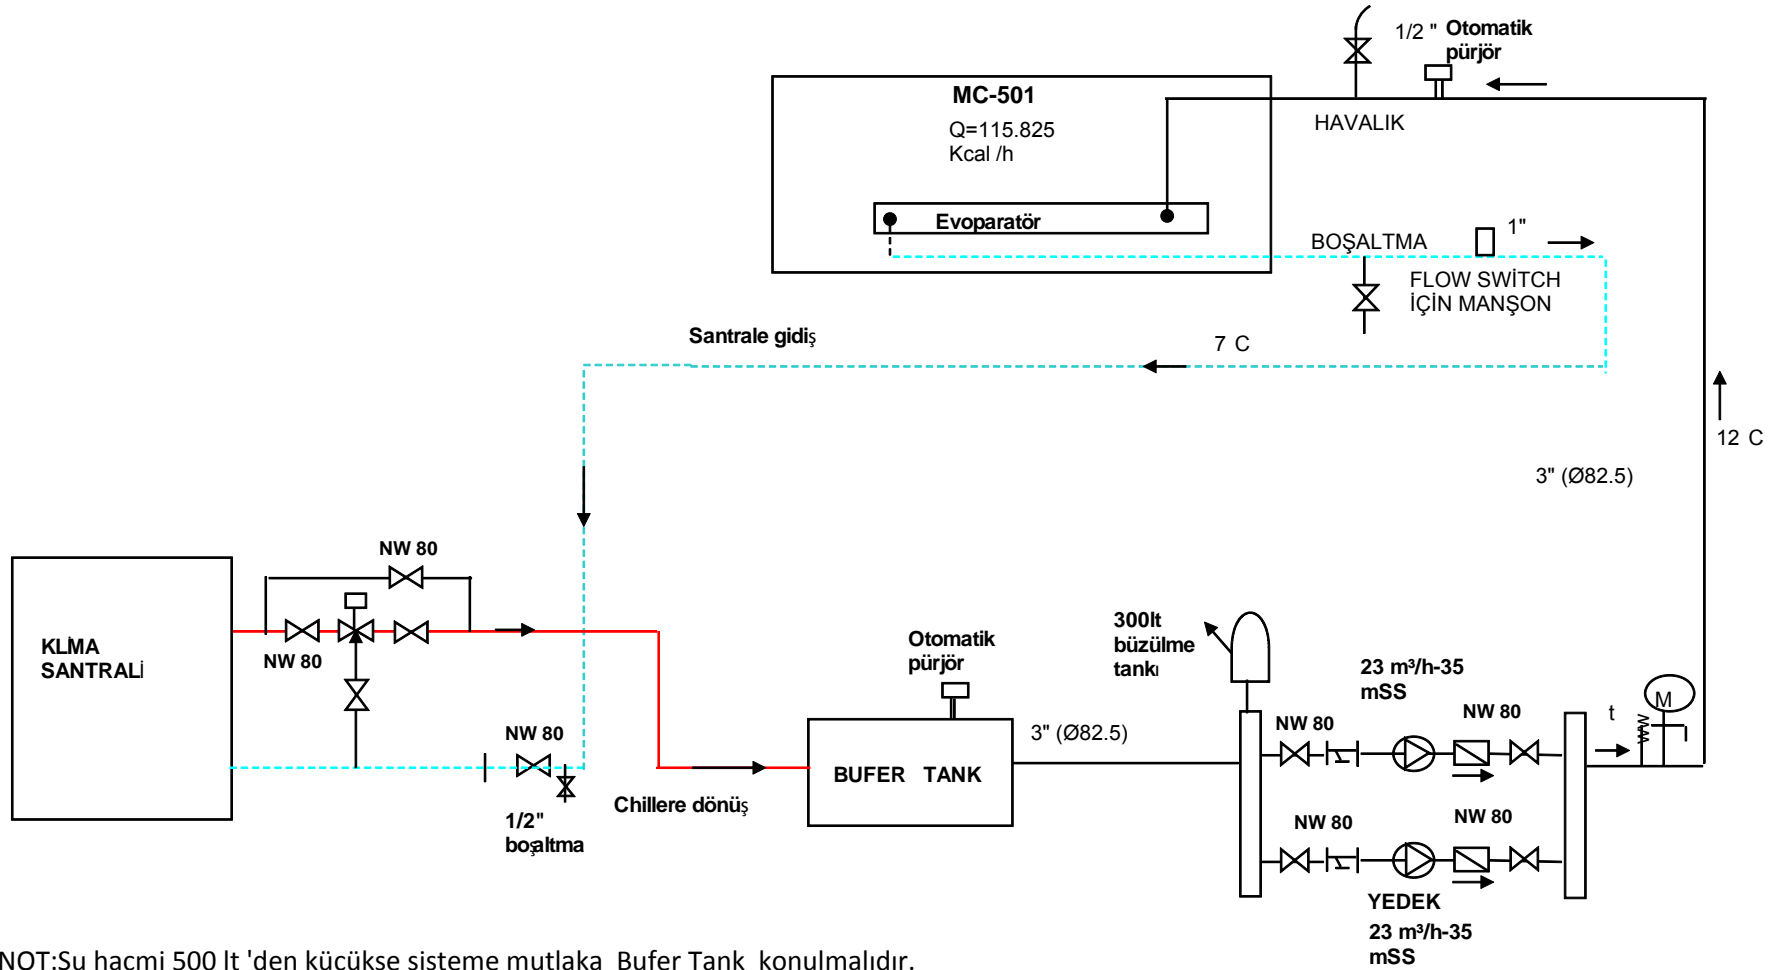 1/2 " Otomatik
pürjör
MC-501
Q=115.825
Kcal /h
HAVALIK
Evoparatör
BOŞALTMA
1"
FLOW SWİTCH
İÇİN MANŞON
Santrale gidiş
7 C
12 C
3" (Ø82.5)
NW 80
KLİMA
SANTRALİ
NW 80
NW 80
1/2"
boşaltma
Chillere dönüş
Otomatik
pürjör
BUFER TANK
3" (Ø82.5)
300lt
büzülme
tankı
23 m³/h-35
mSS
NW 80
NW 80
t
M
NW 80
NW 80
YEDEK
23 m³/h-35
mSS
NOT:Su hacmi 500 lt 'den küçükse sisteme mutlaka Bufer Tank konulmalıdır.